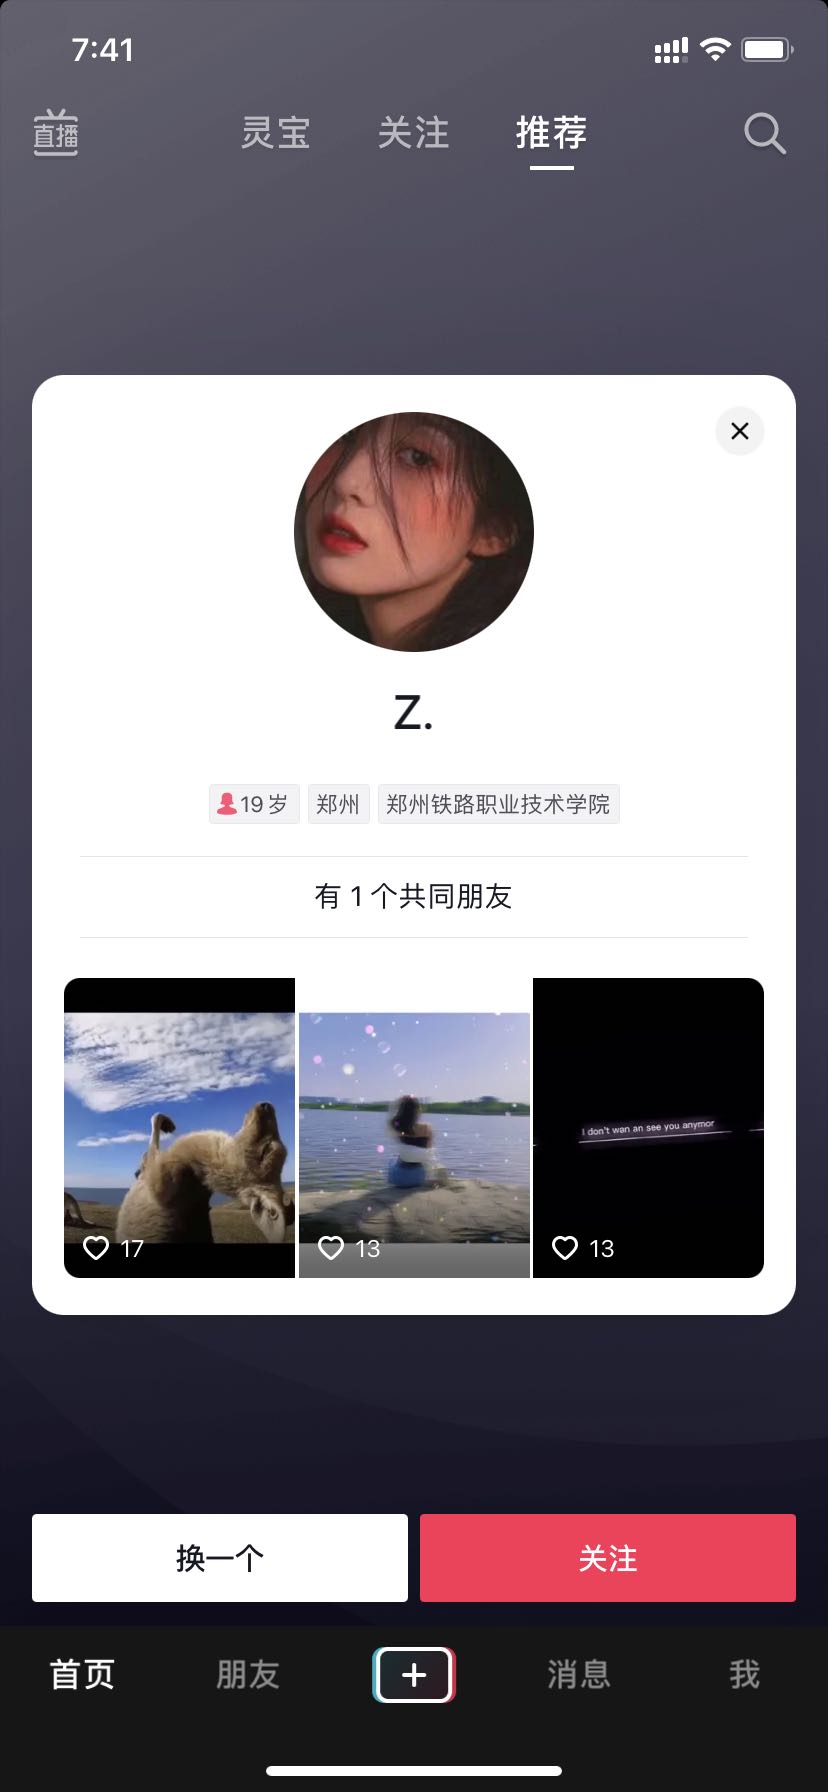 7:41
直播
灵宝
关注
推荐
Z.
19岁
郑州
郑州铁路职业技术学院
有 1 个共同朋友
I don't wan an see you anymor
17
13
13
换一个
关注
首页
朋友
消息
我